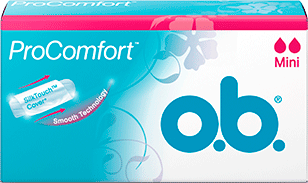 ProComfort™
Mini
SilkTouch™
Cover*
Smooth Technology
o.b.®